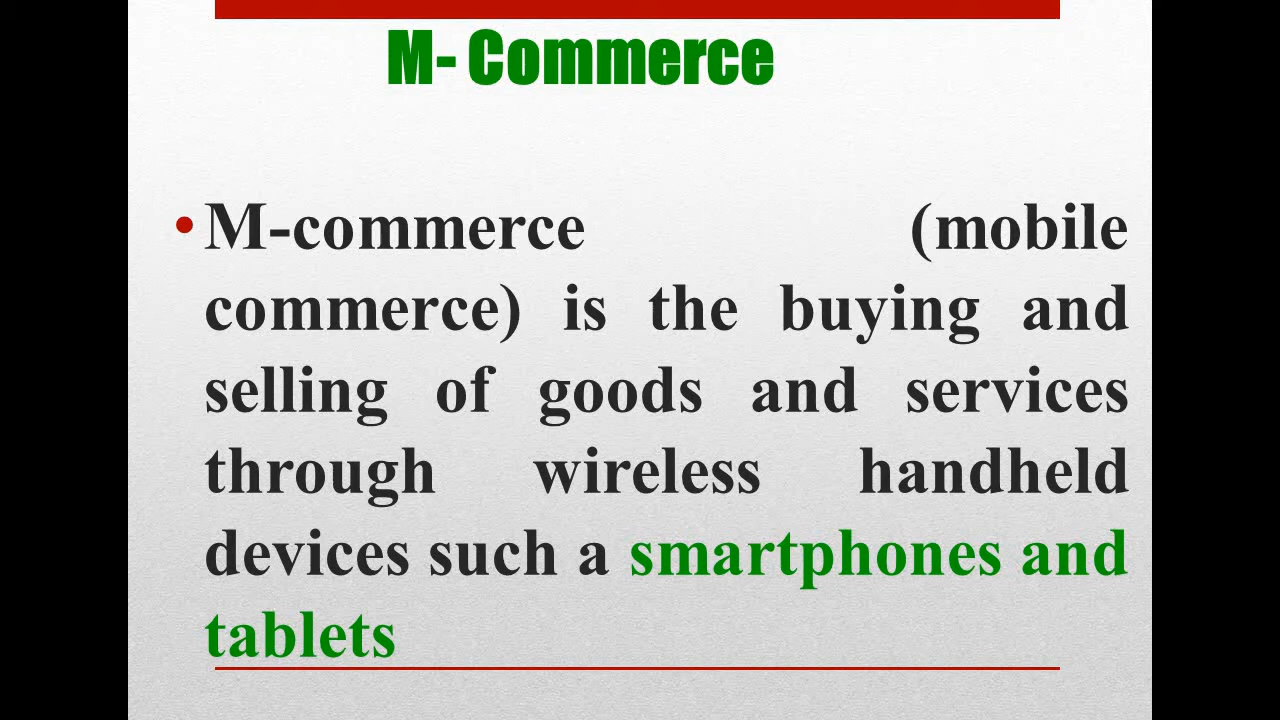 M- Commerce
• M-commerce (mobile
commerce) is the buying and
selling of goods and services
through wireless handheld
devices such a smartphones and
tablets